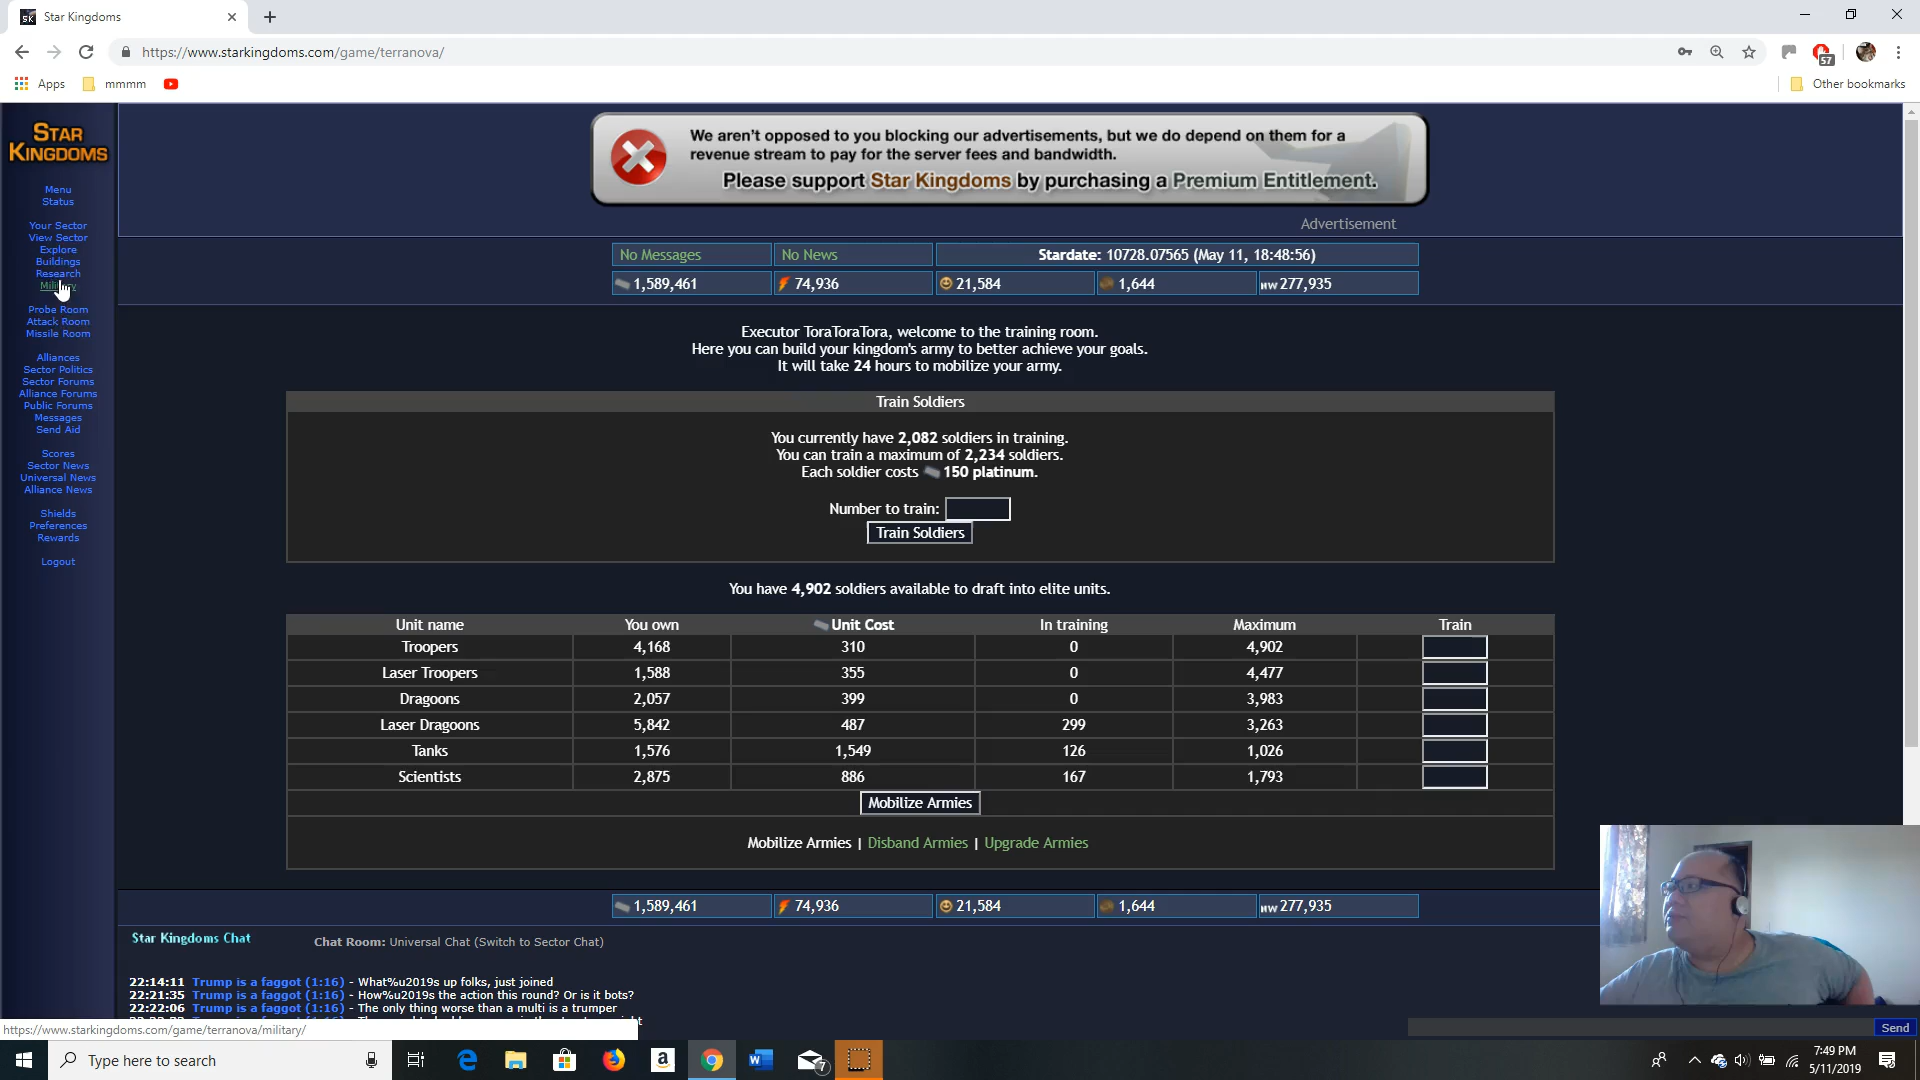 Star Kingdoms
https://www.starkingdoms.com/game/terranova/
57
Apps
mmmm
Other bookmarks
STAR
KINGDOMS
We aren't opposed to you blocking our advertisements, but we do depend on them for a
revenue stream to pay for the server fees and bandwidth.
Please support Star Kingdoms by purchasing a Premium Entitlement.
Advertisement
Menu
Status
Your Sector
View Sector
Explore
Buildings
Research
Military
Probe Room
Attack Room
Missile Room
Alliances
Sector Politics
Sector Forums
Alliance Forums
Public Forums
Messages
Send Aid
Scores
Sector News
Universal News
Alliance News
Shields
Preferences
Rewards
Logout
No Messages No News Stardate: 10728.07565 (May 11, 18:48:56)
1,589,461 74,936 21,584 1,644 NW 277,935
Executor ToraToraTora, welcome to the training room.
Here you can build your kingdom's army to better achieve your goals.
It will take 24 hours to mobilize your army.
Train Soldiers
You currently have 2,082 soldiers in training.
You can train a maximum of 2,234 soldiers.
Each soldier costs 150 platinum.
Number to train:
Train Soldiers
You have 4,902 soldiers available to draft into elite units.
Unit name You own Unit Cost In training Maximum Train
Troopers 4,168 310 0 4,902
Laser Troopers 1,588 355 0 4,477
Dragoons 2,057 399 0 3,983
Laser Dragoons 5,842 487 299 3,263
Tanks 1,576 1,549 126 1,026
Scientists 2,875 886 167 1,793
Mobilize Armies
Mobilize Armies | Disband Armies | Upgrade Armies
1,589,461 74,936 21,584 1,644 NW 277,935
Star Kingdoms Chat
Chat Room: Universal Chat (Switch to Sector Chat)
22:14:11 Trump is a faggot (1:16) - What%u2019s up folks, just joined
22:21:35 Trump is a faggot (1:16) - How%u2019s the action this round? Or is it bots?
22:22:06 Trump is a faggot (1:16) - The only thing worse than a multi is a trumper
https://www.starkingdoms.com/game/terranova/military/
Send
Type here to search
7
7:49 PM
5/11/2019